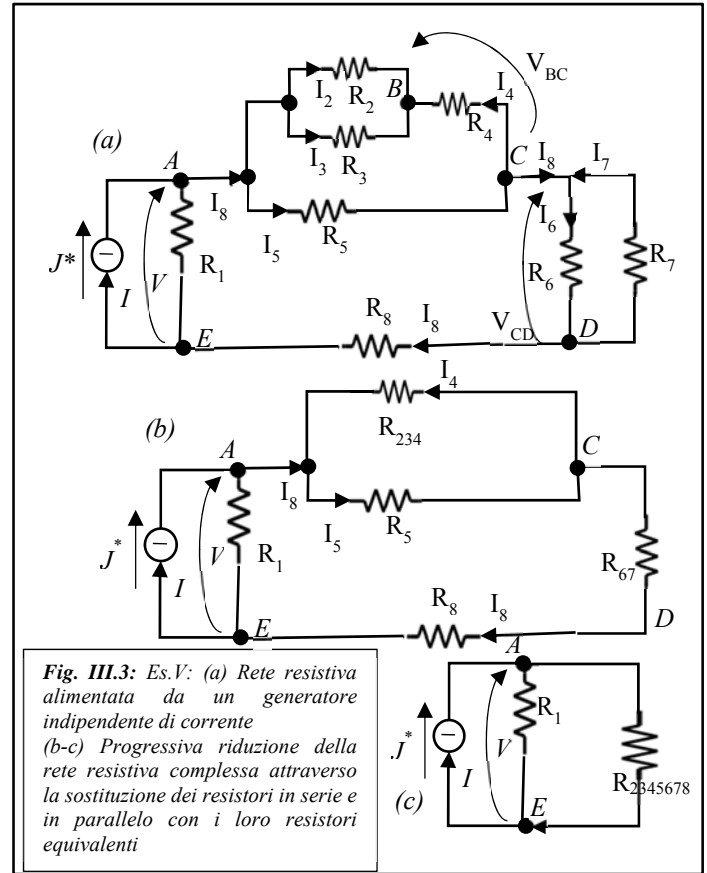 V_BC
I_2 R_2 B I_4
R_4
(a) I_3 R_3
A C I_8 I_7
I_8
I_5 R_5 I_6
J* I V R_1 R_6 R_7
R_8 I_8 V_CD D
E
I_4
(b) R_234
A C
I_8
I_5 R_5
J* I V R_1 R_67
R_8 I_8 D
E
A
Fig. III.3: Es.V: (a) Rete resistiva
alimentata da un generatore
indipendente di corrente
(b-c) Progressiva riduzione della
rete resistiva complessa attraverso
la sostituzione dei resistori in serie e
in parallelo con i loro resistori
equivalenti
R_1
J* I V R_2345678
E
(c)